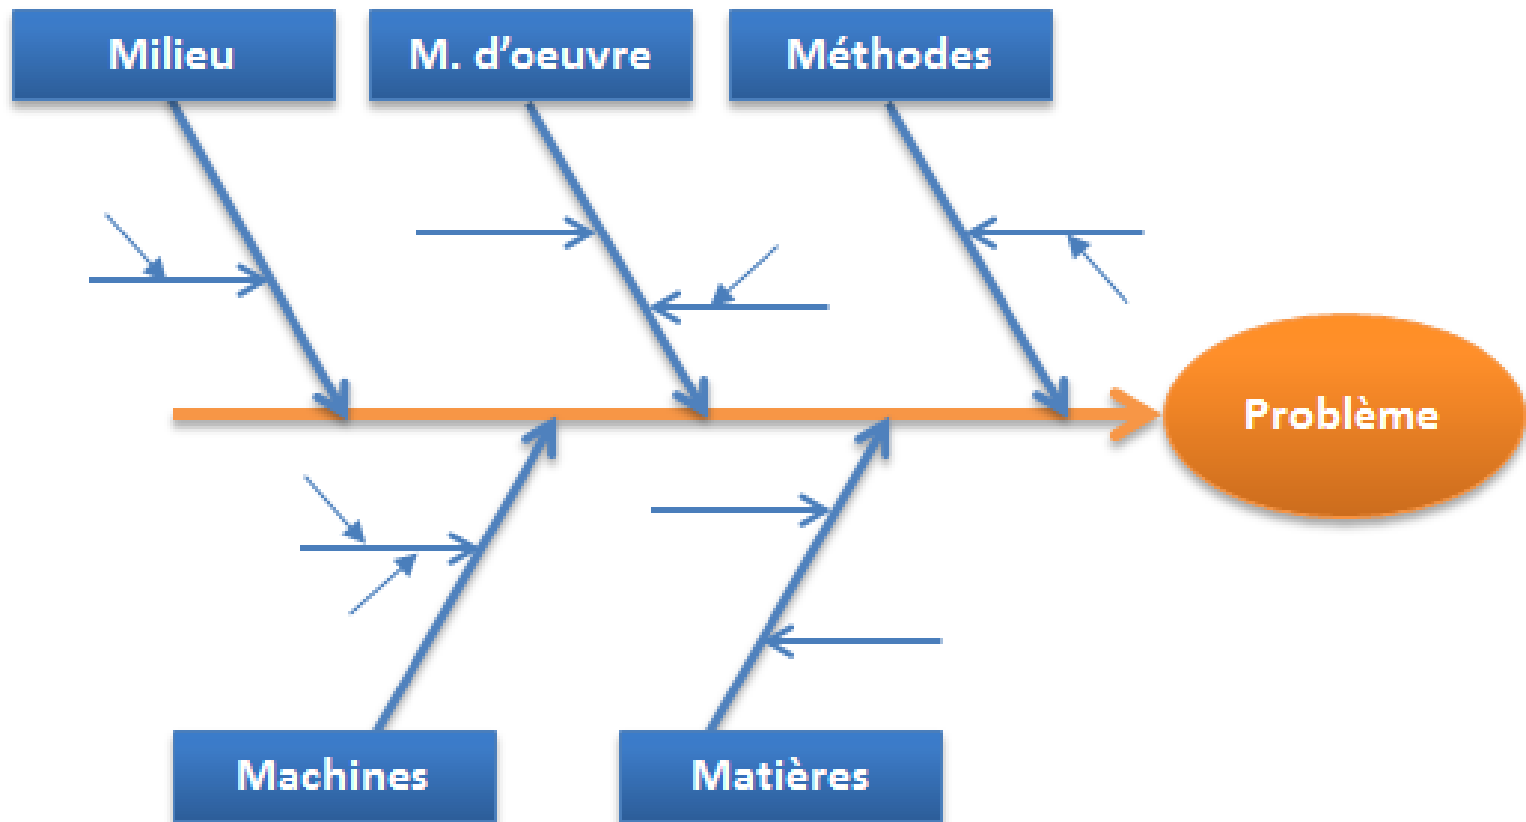 Milieu
M. d'oeuvre
Méthodes
Problème
Machines
Matières